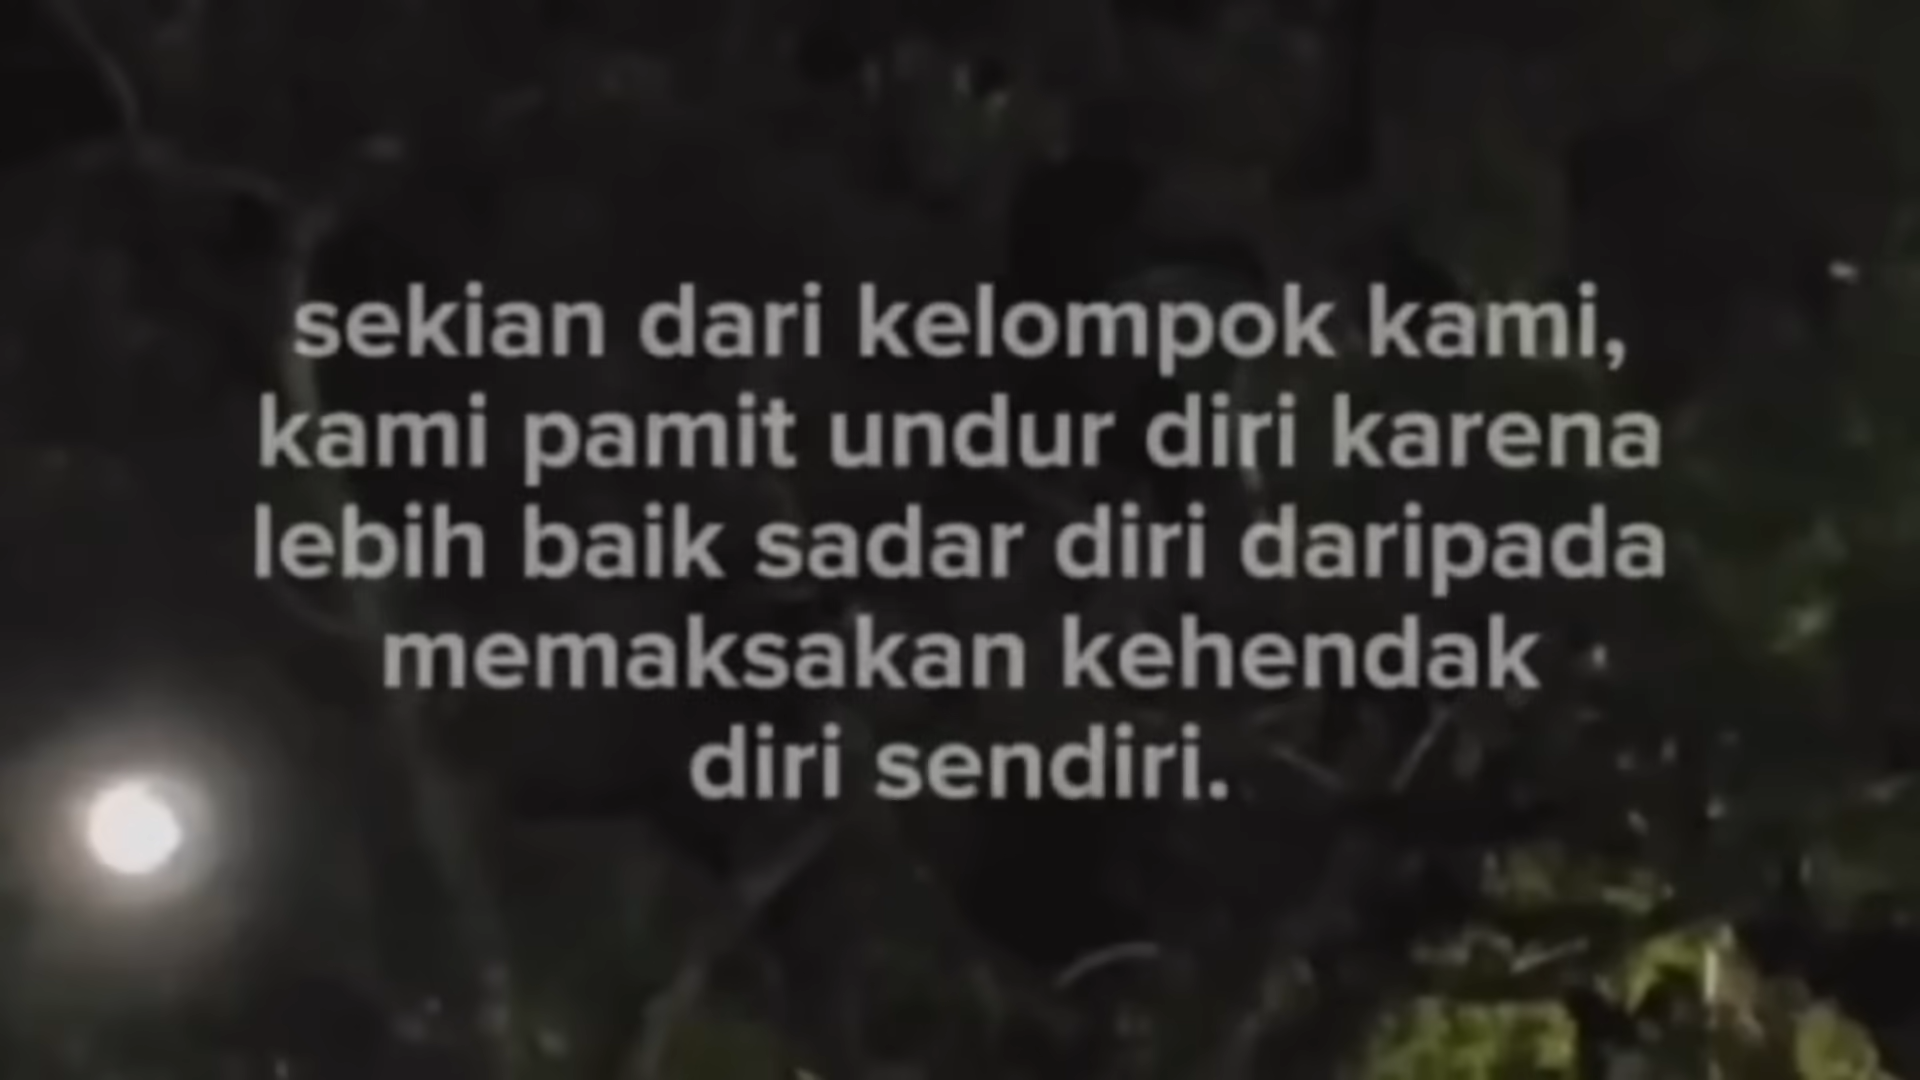 sekian dari kelompok kami,
kami pamit undur diri karena
lebih baik sadar diri daripada
memaksakan kehendak
diri sendiri.